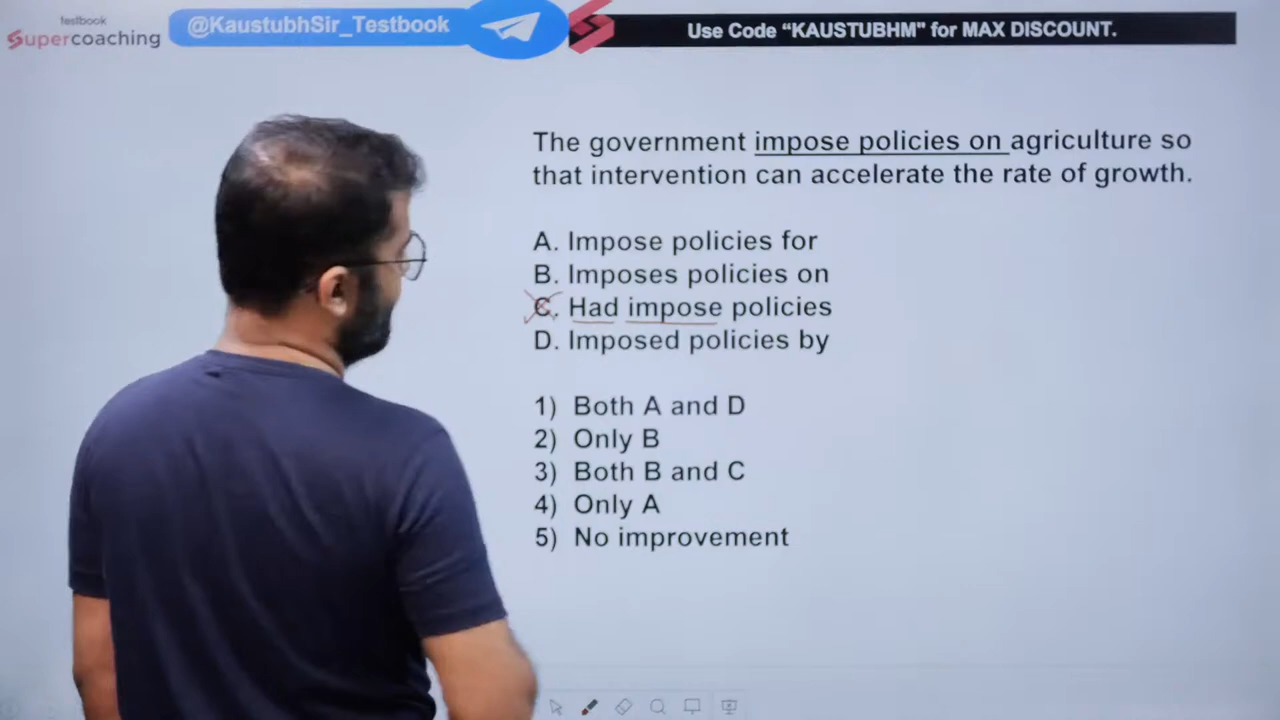 testbook
Supercoaching
@KaustubhSir_Testbook
Use Code “KAUSTUBHM" for MAX DISCOUNT.
The government impose policies on agriculture so
that intervention can accelerate the rate of growth.
A. Impose policies for
B. Imposes policies on
C. Had impose policies
D. Imposed policies by
1) Both A and D
2) Only B
3) Both B and C
4) Only A
5) No improvement